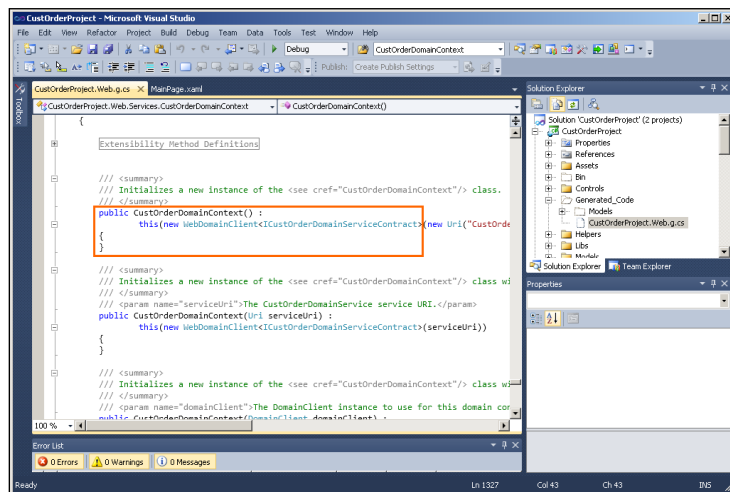 CustOrderProject - Microsoft Visual Studio
File Edit View Refactor Project Build Debug Team Data Tools Test Window Help
Debug CustOrderDomainContext
Publish: Create Publish Settings
Toolbox
CustOrderProject.Web.g.cs MainPage.xaml
CustOrderProject.Web.Services.CustOrderDomainContext CustOrderDomainContext()
{
Extensibility Method Definitions
/// <summary>
/// Initializes a new instance of the <see cref="CustOrderDomainContext"/> class.
/// </summary>
public CustOrderDomainContext() :
this(new WebDomainClient<ICustOrderDomainServiceContract>(new Uri("CustOrde
{
}
/// <summary>
/// Initializes a new instance of the <see cref="CustOrderDomainContext"/> class wi
/// </summary>
/// <param name="serviceUri">The CustOrderDomainService service URI.</param>
public CustOrderDomainContext(Uri serviceUri) :
this(new WebDomainClient<ICustOrderDomainServiceContract>(serviceUri))
{
}
/// <summary>
/// Initializes a new instance of the <see cref="CustOrderDomainContext"/> class wi
/// </summary>
/// <param name="domainClient">The DomainClient instance to use for this domain con
public CustOrderDomainContext(DomainClient domainClient) :
100 %
Solution Explorer
Solution 'CustOrderProject' (2 projects)
CustOrderProject
Properties
References
Assets
Bin
Controls
Generated_Code
Models
CustOrderProject.Web.g.cs
Helpers
Libs
Models
Solution Explorer Team Explorer
Properties
Error List
0 Errors 0 Warnings 0 Messages
Ready Ln 1327 Col 43 Ch 43 INS